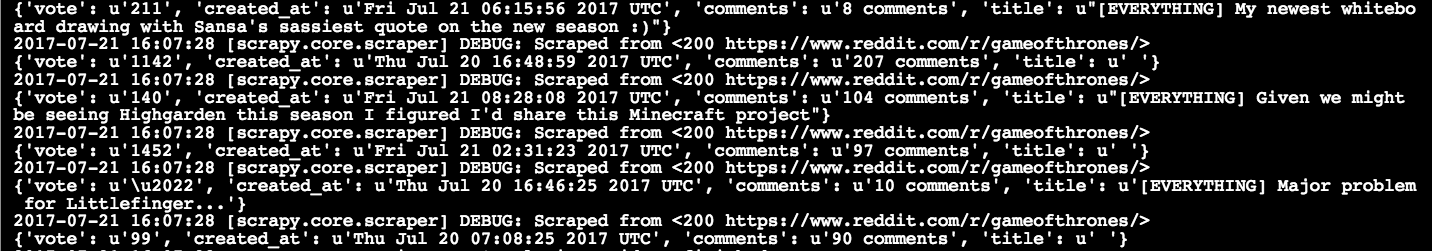 {'vote': u'211', 'created_at': u'Fri Jul 21 06:15:56 2017 UTC', 'comments': u'8 comments', 'title': u"[EVERYTHING] My newest whitebo
ard drawing with Sansa's sassiest quote on the new season :)"}
2017-07-21 16:07:28 [scrapy.core.scraper] DEBUG: Scraped from <200 https://www.reddit.com/r/gameofthrones/>
{'vote': u'1142', 'created_at': u'Thu Jul 20 16:48:59 2017 UTC', 'comments': u'207 comments', 'title': u' '}
2017-07-21 16:07:28 [scrapy.core.scraper] DEBUG: Scraped from <200 https://www.reddit.com/r/gameofthrones/>
{'vote': u'140', 'created_at': u'Fri Jul 21 08:28:08 2017 UTC', 'comments': u'104 comments', 'title': u"[EVERYTHING] Given we might
be seeing Highgarden this season I figured I'd share this Minecraft project"}
2017-07-21 16:07:28 [scrapy.core.scraper] DEBUG: Scraped from <200 https://www.reddit.com/r/gameofthrones/>
{'vote': u'1452', 'created_at': u'Fri Jul 21 02:31:23 2017 UTC', 'comments': u'97 comments', 'title': u' '}
2017-07-21 16:07:28 [scrapy.core.scraper] DEBUG: Scraped from <200 https://www.reddit.com/r/gameofthrones/>
{'vote': u'\u2022', 'created_at': u'Thu Jul 20 16:46:25 2017 UTC', 'comments': u'10 comments', 'title': u'[EVERYTHING] Major problem
for Littlefinger...'}
2017-07-21 16:07:28 [scrapy.core.scraper] DEBUG: Scraped from <200 https://www.reddit.com/r/gameofthrones/>
{'vote': u'99', 'created_at': u'Thu Jul 20 07:08:25 2017 UTC', 'comments': u'90 comments', 'title': u' '}